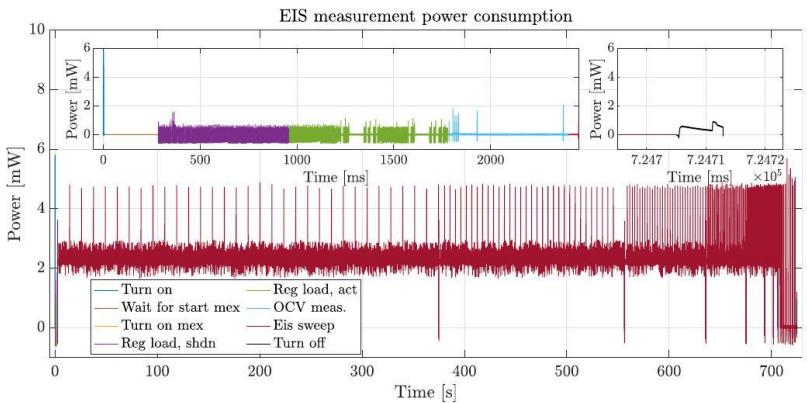 EIS measurement power consumption
10
8
6
4
2
0
Power [mW]
0
100
200
300
400
500
600
700
Time [s]
6
4
2
0
Power [mW]
0
500
1000
1500
2000
Time [ms]
6
4
2
0
Power [mW]
7.247
7.2471
7.2472
Time [ms]
×10⁵
Turn on
Wait for start mex
Turn on mex
Reg load, shdn
Reg load, act
OCV meas.
Eis sweep
Turn off